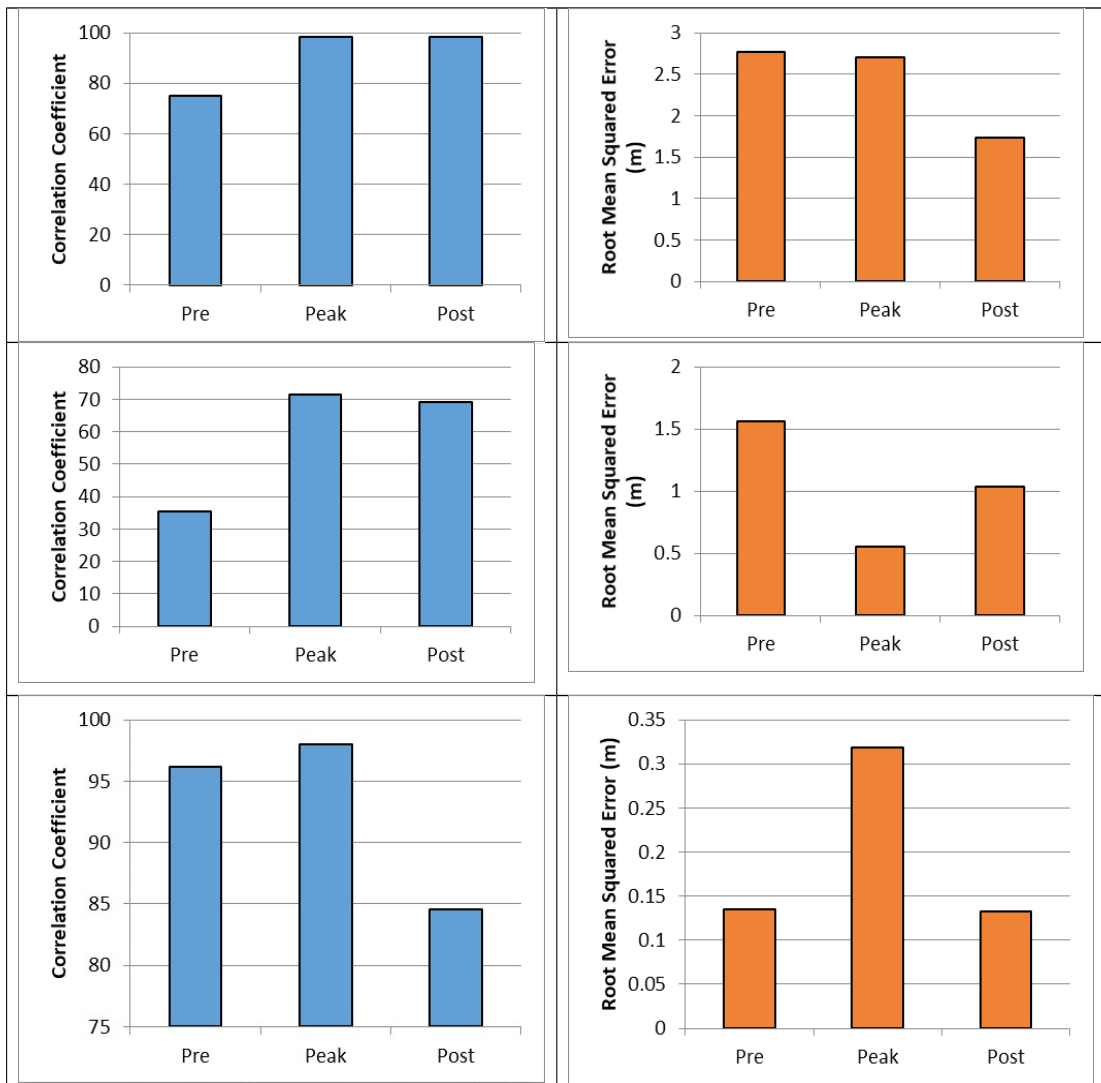 Correlation Coefficient
100
80
60
40
20
0
Pre Peak Post
Root Mean Squared Error
(m)
3
2.5
2
1.5
1
0.5
0
Pre Peak Post
Correlation Coefficient
80
70
60
50
40
30
20
10
0
Pre Peak Post
Root Mean Squared Error
(m)
2
1.5
1
0.5
0
Pre Peak Post
Correlation Coefficient
100
95
90
85
80
75
Pre Peak Post
Root Mean Squared Error (m)
0.35
0.3
0.25
0.2
0.15
0.1
0.05
0
Pre Peak Post